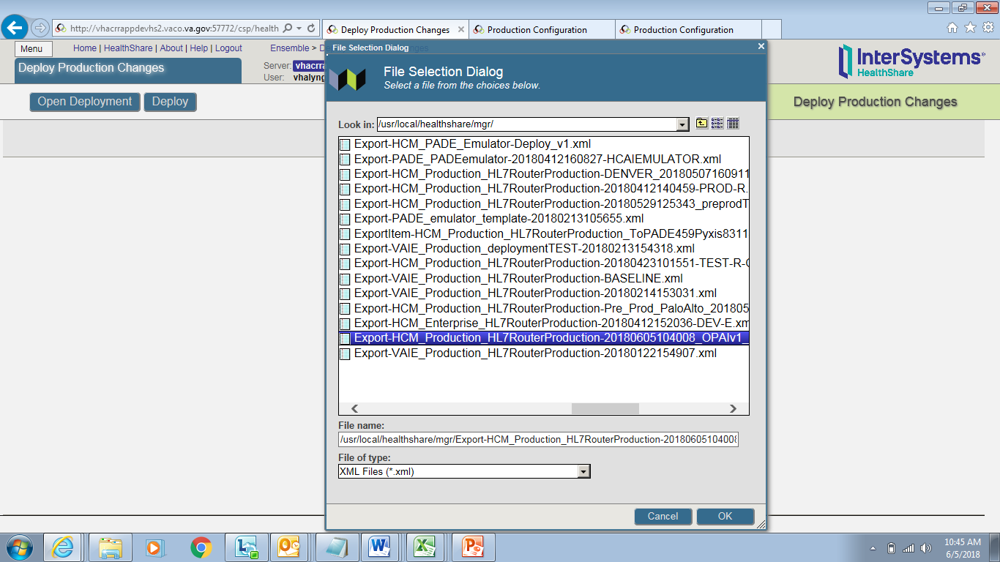 http://vhacrrappdevhs2.vaco.va.gov:57772/csp/health
Deploy Production Changes
Production Configuration
Production Configuration
Menu
Home | HealthShare | About | Help | Logout
Ensemble >
Deploy Production Changes
Server: vhacrra
User: vhalyng
InterSystems
HealthShare
Open Deployment
Deploy
Deploy Production Changes
File Selection Dialog
File Selection Dialog
Select a file from the choices below.
Look in: /usr/local/healthshare/mgr/
Export-HCM_PADE_Emulator-Deploy_v1.xml
Export-PADE_PADEemulator-20180412160827-HCAIEMULATOR.xml
Export-HCM_Production_HL7RouterProduction-DENVER_20180507160911
Export-HCM_Production_HL7RouterProduction-20180412140459-PROD-R.
Export-HCM_Production_HL7RouterProduction-20180529125343_preprodT
Export-PADE_emulator_template-20180213105655.xml
ExportItem-HCM_Production_HL7RouterProduction_ToPADE459Pyxis8311
Export-VAIE_Production_deploymentTEST-20180213154318.xml
Export-HCM_Production_HL7RouterProduction-20180423101551-TEST-R-C
Export-VAIE_Production_HL7RouterProduction-BASELINE.xml
Export-VAIE_Production_HL7RouterProduction-20180214153031.xml
Export-HCM_Production_HL7RouterProduction-Pre_Prod_PaloAlto_201805
Export-HCM_Enterprise_HL7RouterProduction-20180412152036-DEV-E.xm
Export-HCM_Production_HL7RouterProduction-20180605104008_OPAIv1_
Export-VAIE_Production_HL7RouterProduction-20180122154907.xml
File name:
/usr/local/healthshare/mgr/Export-HCM_Production_HL7RouterProduction-20180605104008
File of type:
XML Files (*.xml)
Cancel
OK
10:45 AM
6/5/2018